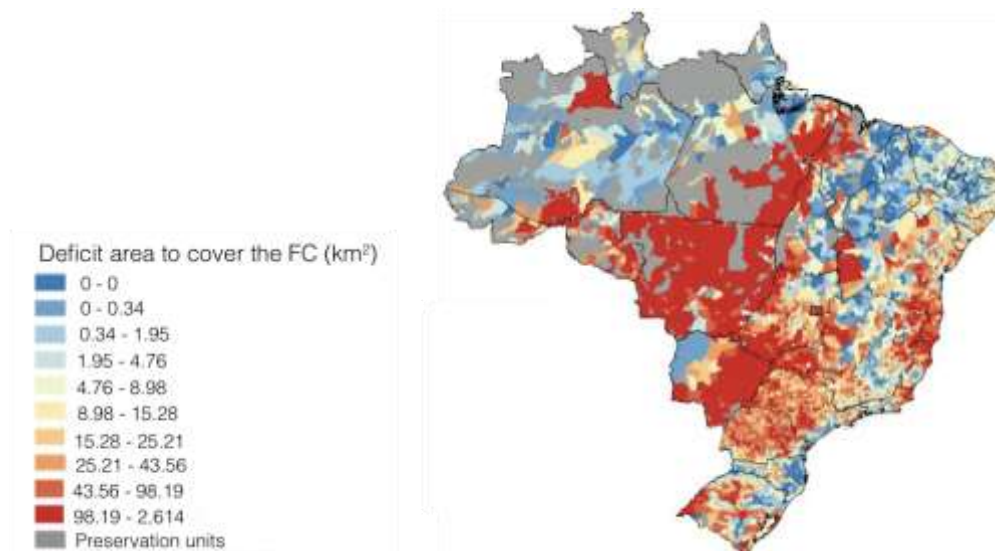 Deficit area to cover the FC (km²)
0 - 0
0 - 0.34
0.34 - 1.95
1.95 - 4.76
4.76 - 8.98
8.98 - 15.28
15.28 - 25.21
25.21 - 43.56
43.56 - 98.19
98.19 - 2.614
Preservation units